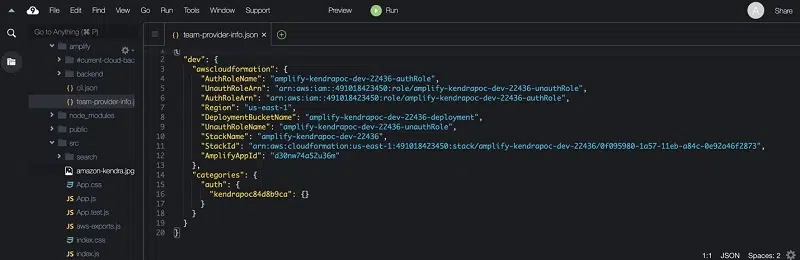 File Edit Find View Go Run Tools Window Support Preview Run A Share
Go to Anything (⌘ P)
team-provider-info.json
amplify
#current-cloud-bac
backend
cli.json
team-provider-info.j
node_modules
public
src
search
amazon-kendra.jpg
App.css
App.js
App.test.js
aws-exports.js
index.css
index.js
1 {
2 "dev": {
3 "awscloudformation": {
4 "AuthRoleName": "amplify-kendrapoc-dev-22436-authRole",
5 "UnauthRoleArn": "arn:aws:iam::491018423450:role/amplify-kendrapoc-dev-22436-unauthRole",
6 "AuthRoleArn": "arn:aws:iam::491018423450:role/amplify-kendrapoc-dev-22436-authRole",
7 "Region": "us-east-1",
8 "DeploymentBucketName": "amplify-kendrapoc-dev-22436-deployment",
9 "UnauthRoleName": "amplify-kendrapoc-dev-22436-unauthRole",
10 "StackName": "amplify-kendrapoc-dev-22436",
11 "StackId": "arn:aws:cloudformation:us-east-1:491018423450:stack/amplify-kendrapoc-dev-22436/0f095980-1a57-11eb-a84c-0e92a46f2873",
12 "AmplifyAppId": "d30nw74a52u36m"
13 },
14 "categories": {
15 "auth": {
16 "kendrapoc84d8b9ca": {}
17 }
18 }
19 }
20 }
1:1 JSON Spaces: 2